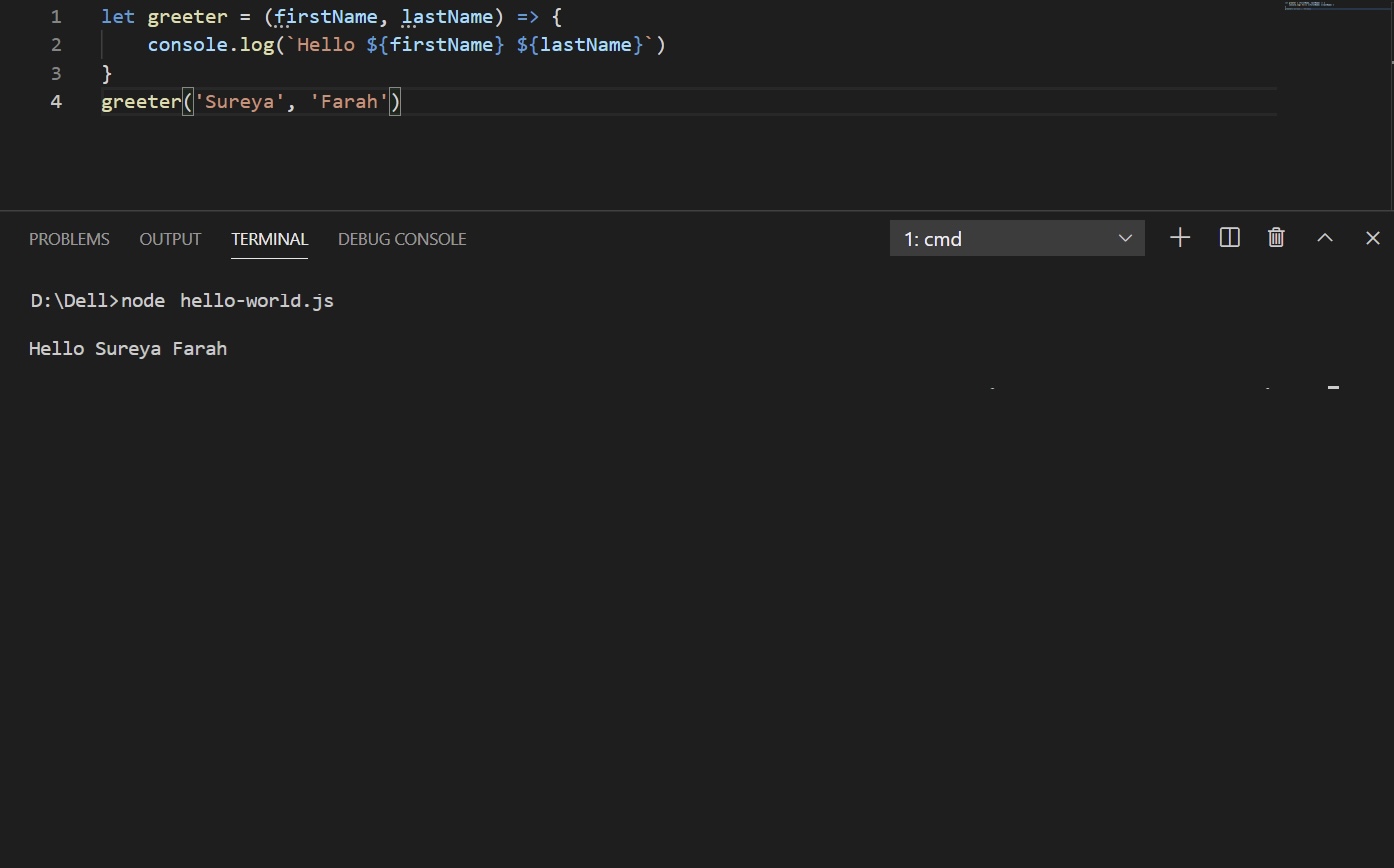 1 let greeter = (firstName, lastName) => {
2     console.log(`Hello ${firstName} ${lastName}`)
3 }
4 greeter('Sureya', 'Farah')
PROBLEMS OUTPUT TERMINAL DEBUG CONSOLE 1: cmd
D:\Dell>node hello-world.js
Hello Sureya Farah